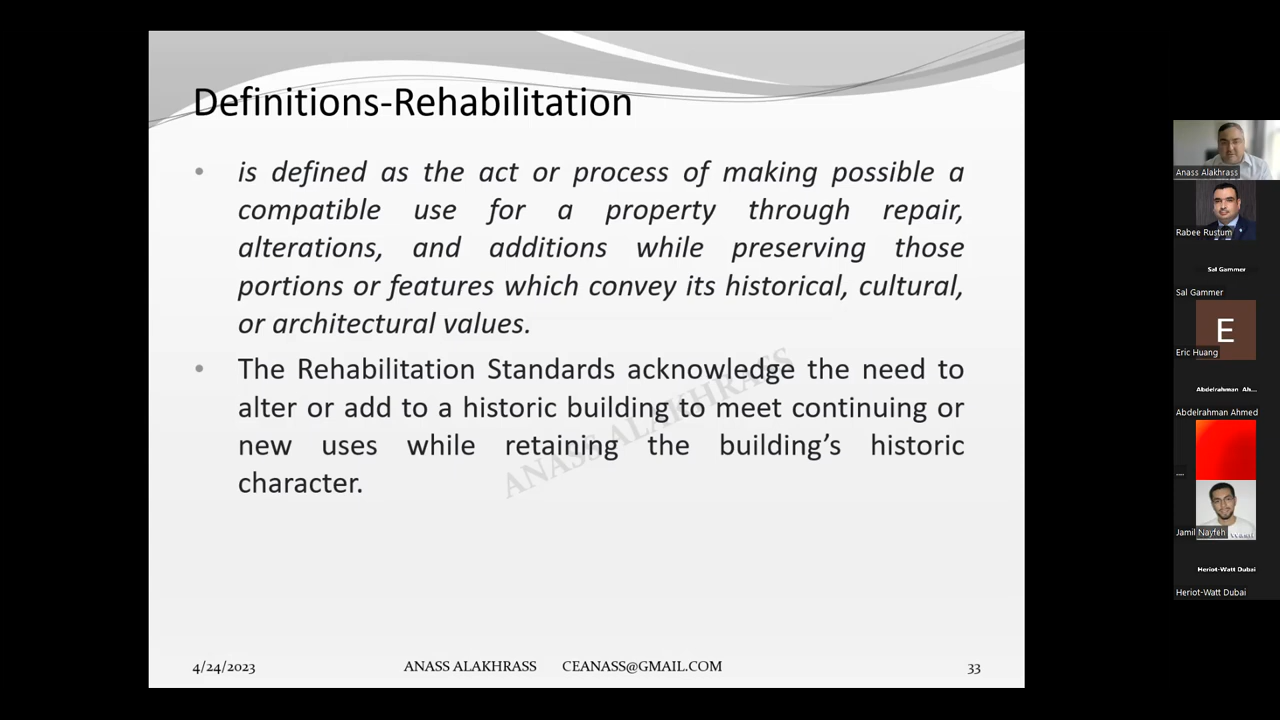 Definitions-Rehabilitation
• is defined as the act or process of making possible a
compatible use for a property through repair,
alterations, and additions while preserving those
portions or features which convey its historical, cultural,
or architectural values.
• The Rehabilitation Standards acknowledge the need to
alter or add to a historic building to meet continuing or
new uses while retaining the building’s historic
character.
ANASS ALAKHRASS
4/24/2023 ANASS ALAKHRASS CEANASS@GMAIL.COM 33
Anass Alakhrass
Rabee Rustum
Sal Gammer
Sal Gammer
E
Eric Huang
Abdelrahman Ah...
Abdelrahman Ahmed
....
Jamil Nayfeh
Heriot-Watt Dubai
Heriot-Watt Dubai